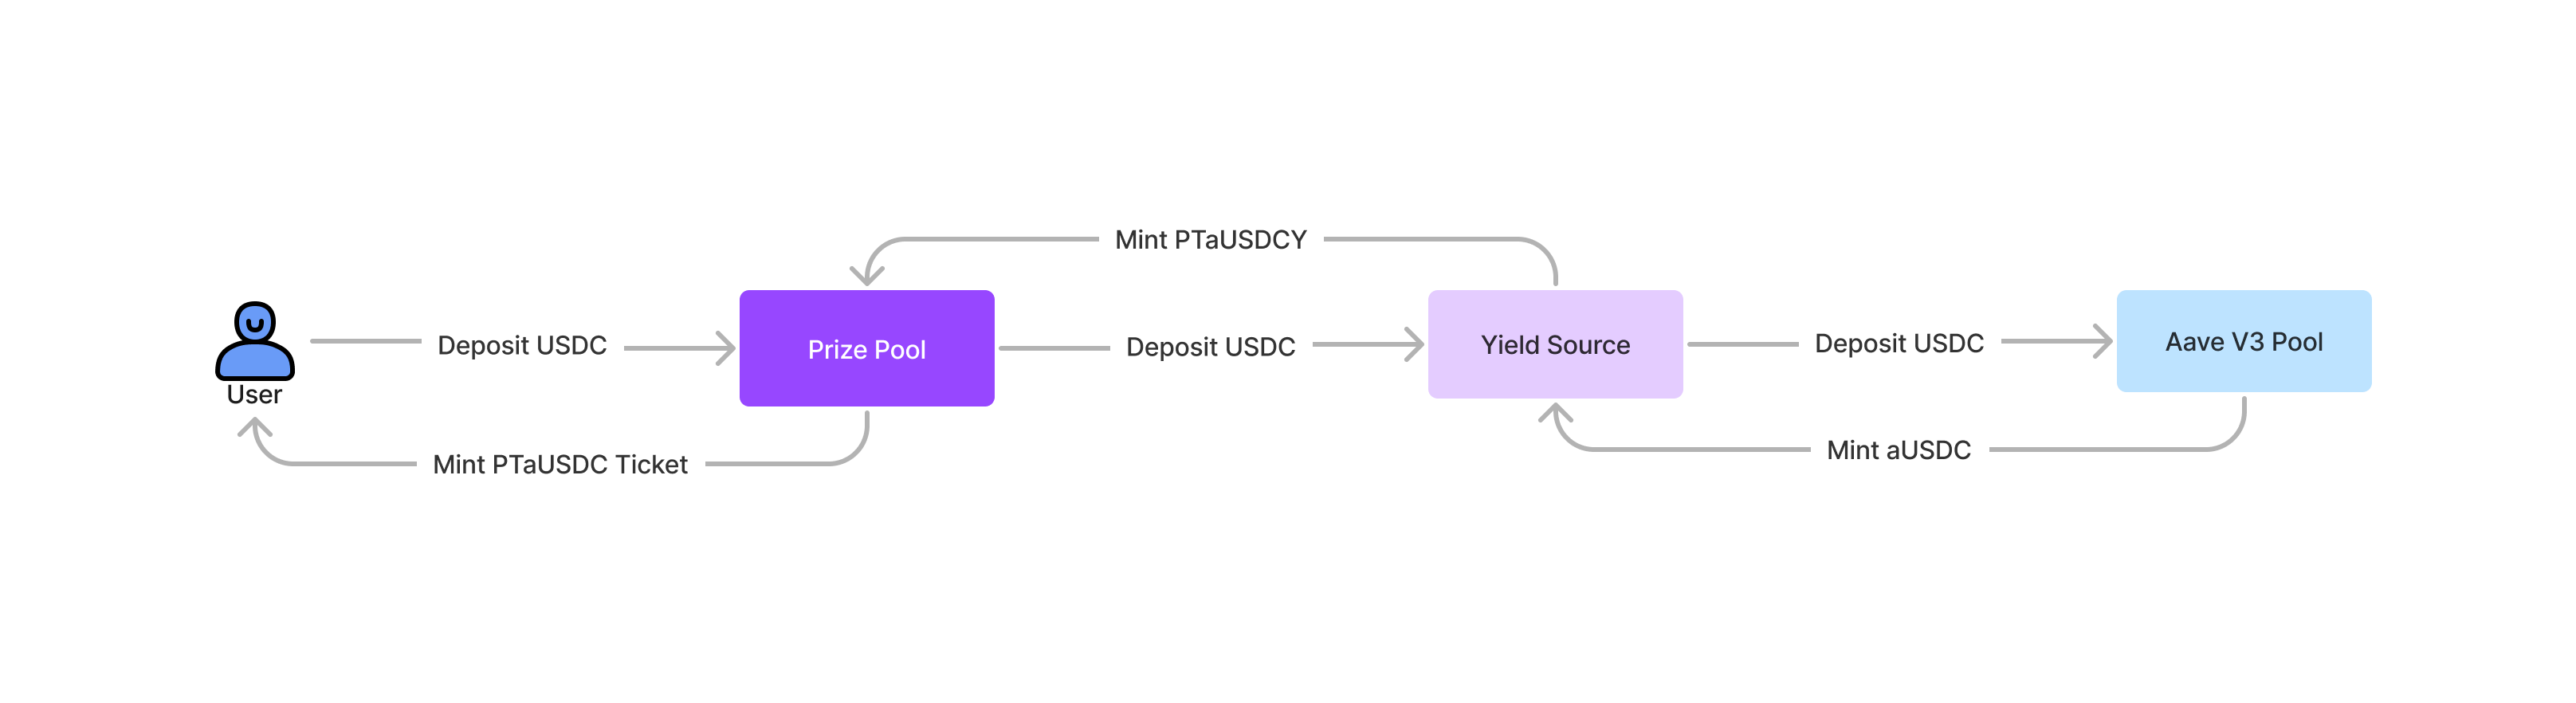 Mint PTaUSDCY
Deposit USDC
Prize Pool
Deposit USDC
Yield Source
Deposit USDC
Aave V3 Pool
User
Mint PTaUSDC Ticket
Mint aUSDC